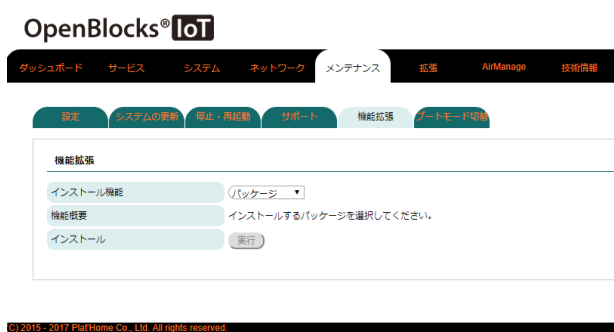 OpenBlocks® IoT
ダッシュボード サービス システム ネットワーク メンテナンス 拡張 AirManage 技術情報
設定 システムの更新 停止・再起動 サポート 機能拡張 ブートモード切替
機能拡張
インストール機能 パッケージ ▼
機能概要 インストールするパッケージを選択してください。
インストール 実行
C) 2015 - 2017 Plat'Home Co., Ltd. All rights reserved.